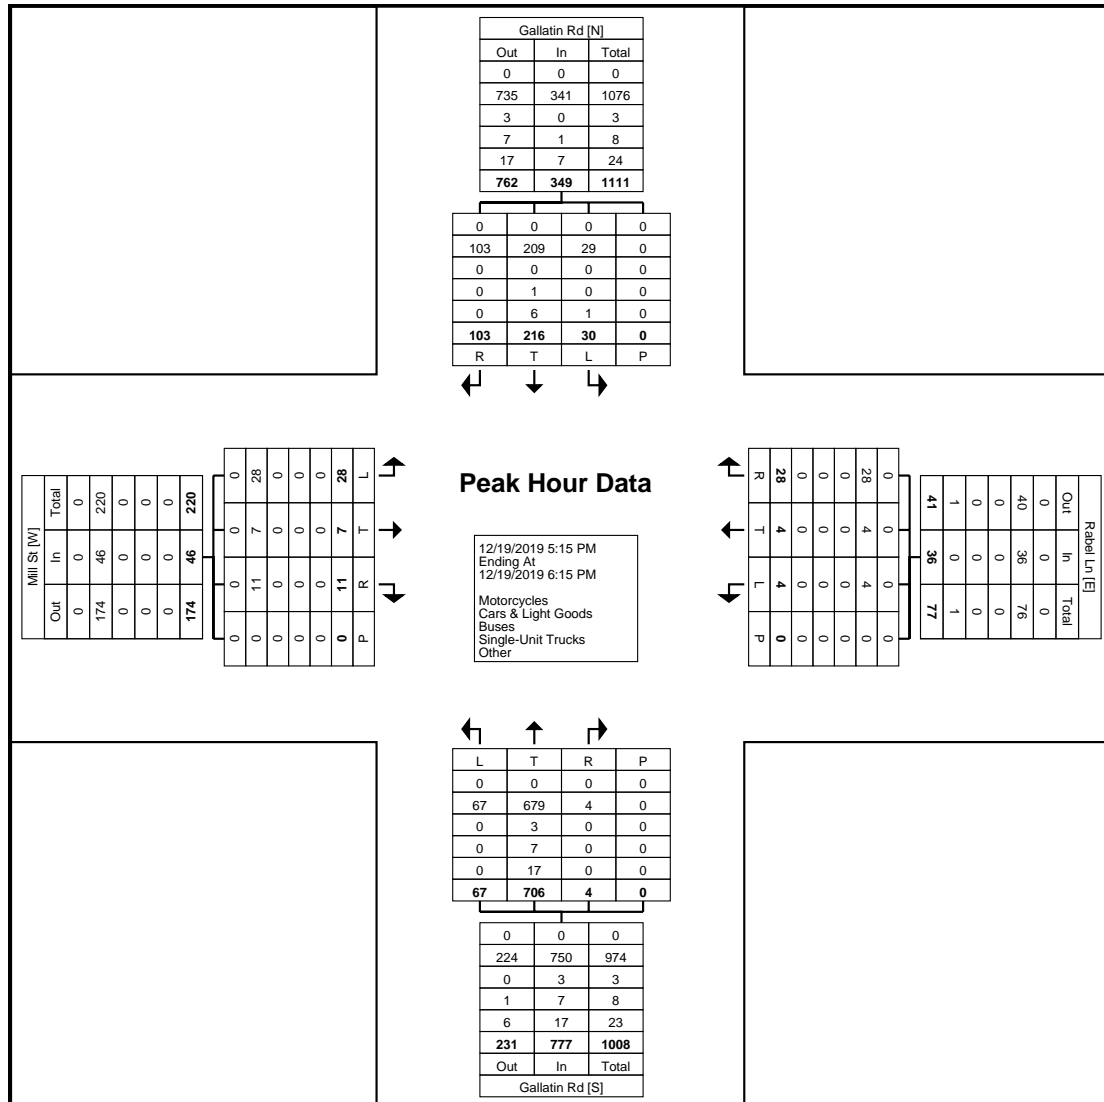 Gallatin Rd [N]
Out In Total
0 0 0
735 341 1076
3 0 3
7 1 8
17 7 24
762 349 1111
0 0 0 0
103 209 29 0
0 0 0 0
0 1 0 0
0 6 1 0
103 216 30 0
R T L P
Mill St [W]
Total 0 220 0 0 0 220
In 0 46 0 0 0 46
Out 0 174 0 0 0 174
0 28 0 0 0 28 L
0 7 0 0 0 7 T
0 11 0 0 0 11 R
0 0 0 0 0 0 P
Peak Hour Data
12/19/2019 5:15 PM
Ending At
12/19/2019 6:15 PM
Motorcycles
Cars & Light Goods
Buses
Single-Unit Trucks
Other
R 28 0 0 0 28 0
T 4 0 0 0 4 0
L 4 0 0 0 4 0
P 0 0 0 0 0 0
41 1 0 0 40 0 Out
36 0 0 0 36 0 In
77 1 0 0 76 0 Total
Rabel Ln [E]
L T R P
0 0 0 0
67 679 4 0
0 3 0 0
0 7 0 0
0 17 0 0
67 706 4 0
0 0 0
224 750 974
0 3 3
1 7 8
6 17 23
231 777 1008
Out In Total
Gallatin Rd [S]